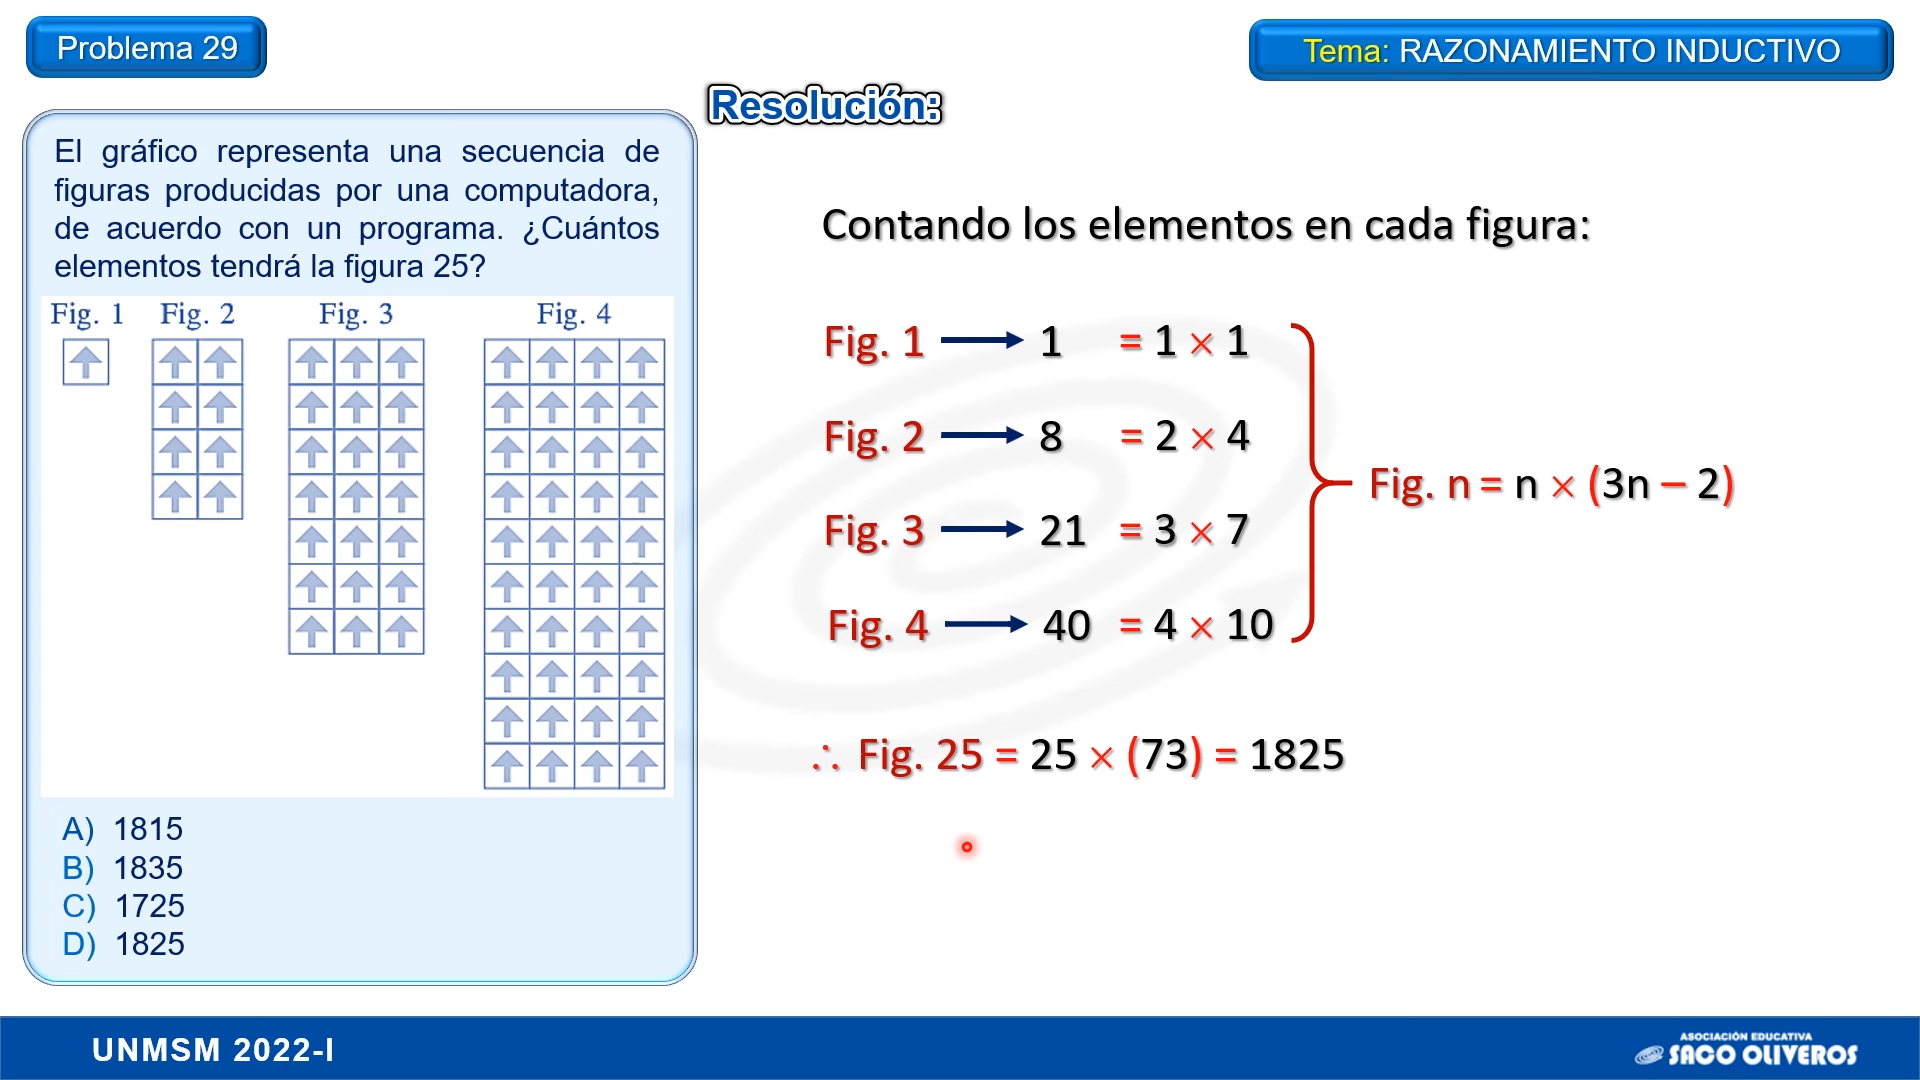 Problema 29
Tema: RAZONAMIENTO INDUCTIVO
El gráfico representa una secuencia de
figuras producidas por una computadora,
de acuerdo con un programa. ¿Cuántos
elementos tendrá la figura 25?
Fig. 1 Fig. 2 Fig. 3 Fig. 4
A) 1815
B) 1835
C) 1725
D) 1825
Resolución:
Contando los elementos en cada figura:
Fig. 1 → 1 = 1 × 1
Fig. 2 → 8 = 2 × 4
Fig. 3 → 21 = 3 × 7
Fig. 4 → 40 = 4 × 10
Fig. n = n × (3n – 2)
∴ Fig. 25 = 25 × (73) = 1825
UNMSM 2022-I
ASOCIACIÓN EDUCATIVA
SACO OLIVEROS